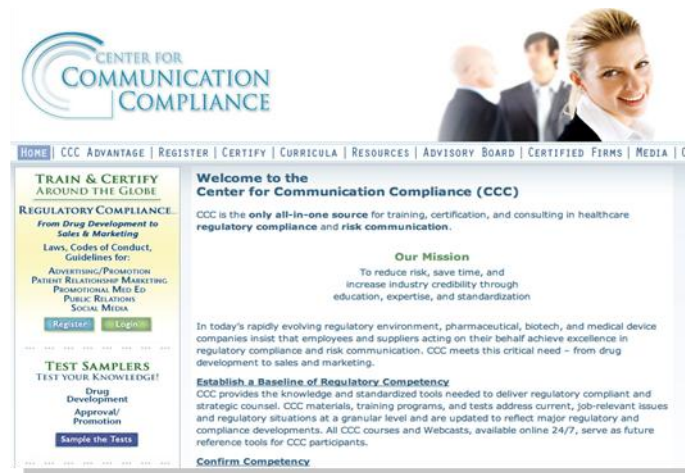 CENTER FOR
COMMUNICATION
COMPLIANCE
HOME | CCC ADVANTAGE | REGISTER | CERTIFY | CURRICULA | RESOURCES | ADVISORY BOARD | CERTIFIED FIRMS | MEDIA |
TRAIN & CERTIFY
AROUND THE GLOBE
REGULATORY COMPLIANCE...
From Drug Development to
Sales & Marketing
Laws, Codes of Conduct,
Guidelines for:
ADVERTISING/PROMOTION
PATIENT RELATIONSHIP MARKETING
PROMOTIONAL MED ED
PUBLIC RELATIONS
SOCIAL MEDIA
Register Login
TEST SAMPLERS
TEST YOUR KNOWLEDGE!
Drug
Development
Approval/
Promotion
Sample the Tests
Welcome to the
Center for Communication Compliance (CCC)
CCC is the only all-in-one source for training, certification, and consulting in healthcare
regulatory compliance and risk communication.
Our Mission
To reduce risk, save time, and
increase industry credibility through
education, expertise, and standardization
In today's rapidly evolving regulatory environment, pharmaceutical, biotech, and medical device
companies insist that employees and suppliers acting on their behalf achieve excellence in
regulatory compliance and risk communication. CCC meets this critical need – from drug
development to sales and marketing.
Establish a Baseline of Regulatory Competency
CCC provides the knowledge and standardized tools needed to deliver regulatory compliant and
strategic counsel. CCC materials, training programs, and tests address current, job-relevant issues
and regulatory situations at a granular level and are updated to reflect major regulatory and
compliance developments. All CCC courses and Webcasts, available online 24/7, serve as future
reference tools for CCC participants.
Confirm Competency